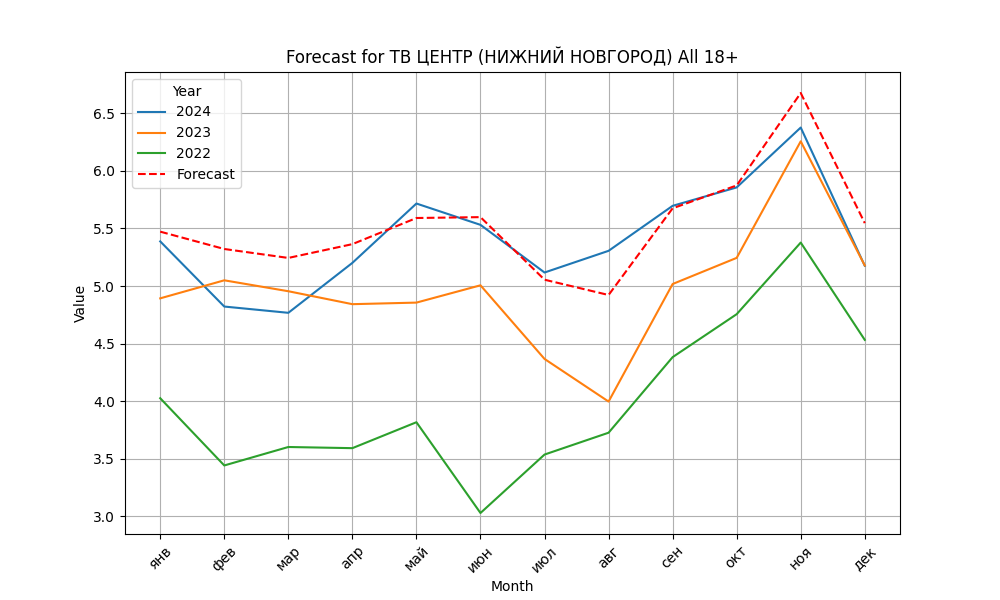 Forecast for ТВ ЦЕНТР (НИЖНИЙ НОВГОРОД) All 18+
Year
2024
2023
2022
Forecast
6.5
6.0
5.5
5.0
4.5
4.0
3.5
3.0
Value
янв
фев
мар
апр
май
июн
июл
авг
сен
окт
ноя
дек
Month